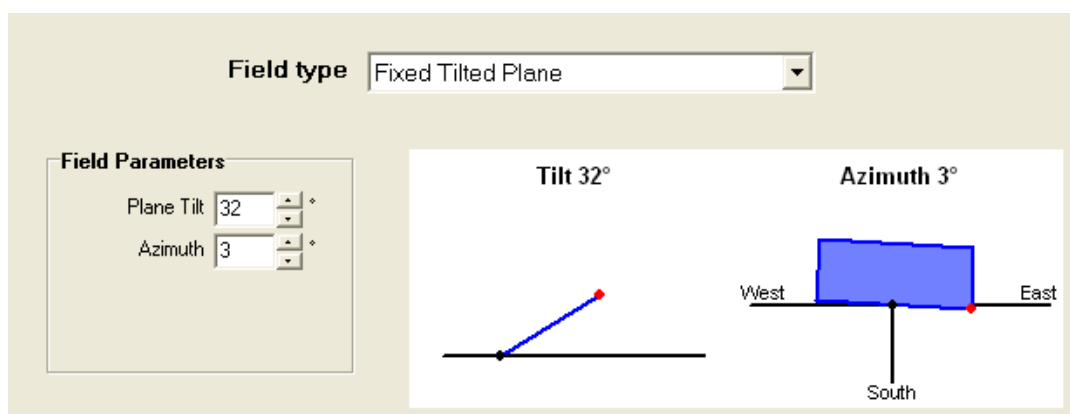 Field type Fixed Tilted Plane
Field Parameters
Plane Tilt 32 °
Azimuth 3 °
Tilt 32° Azimuth 3°
West East
South